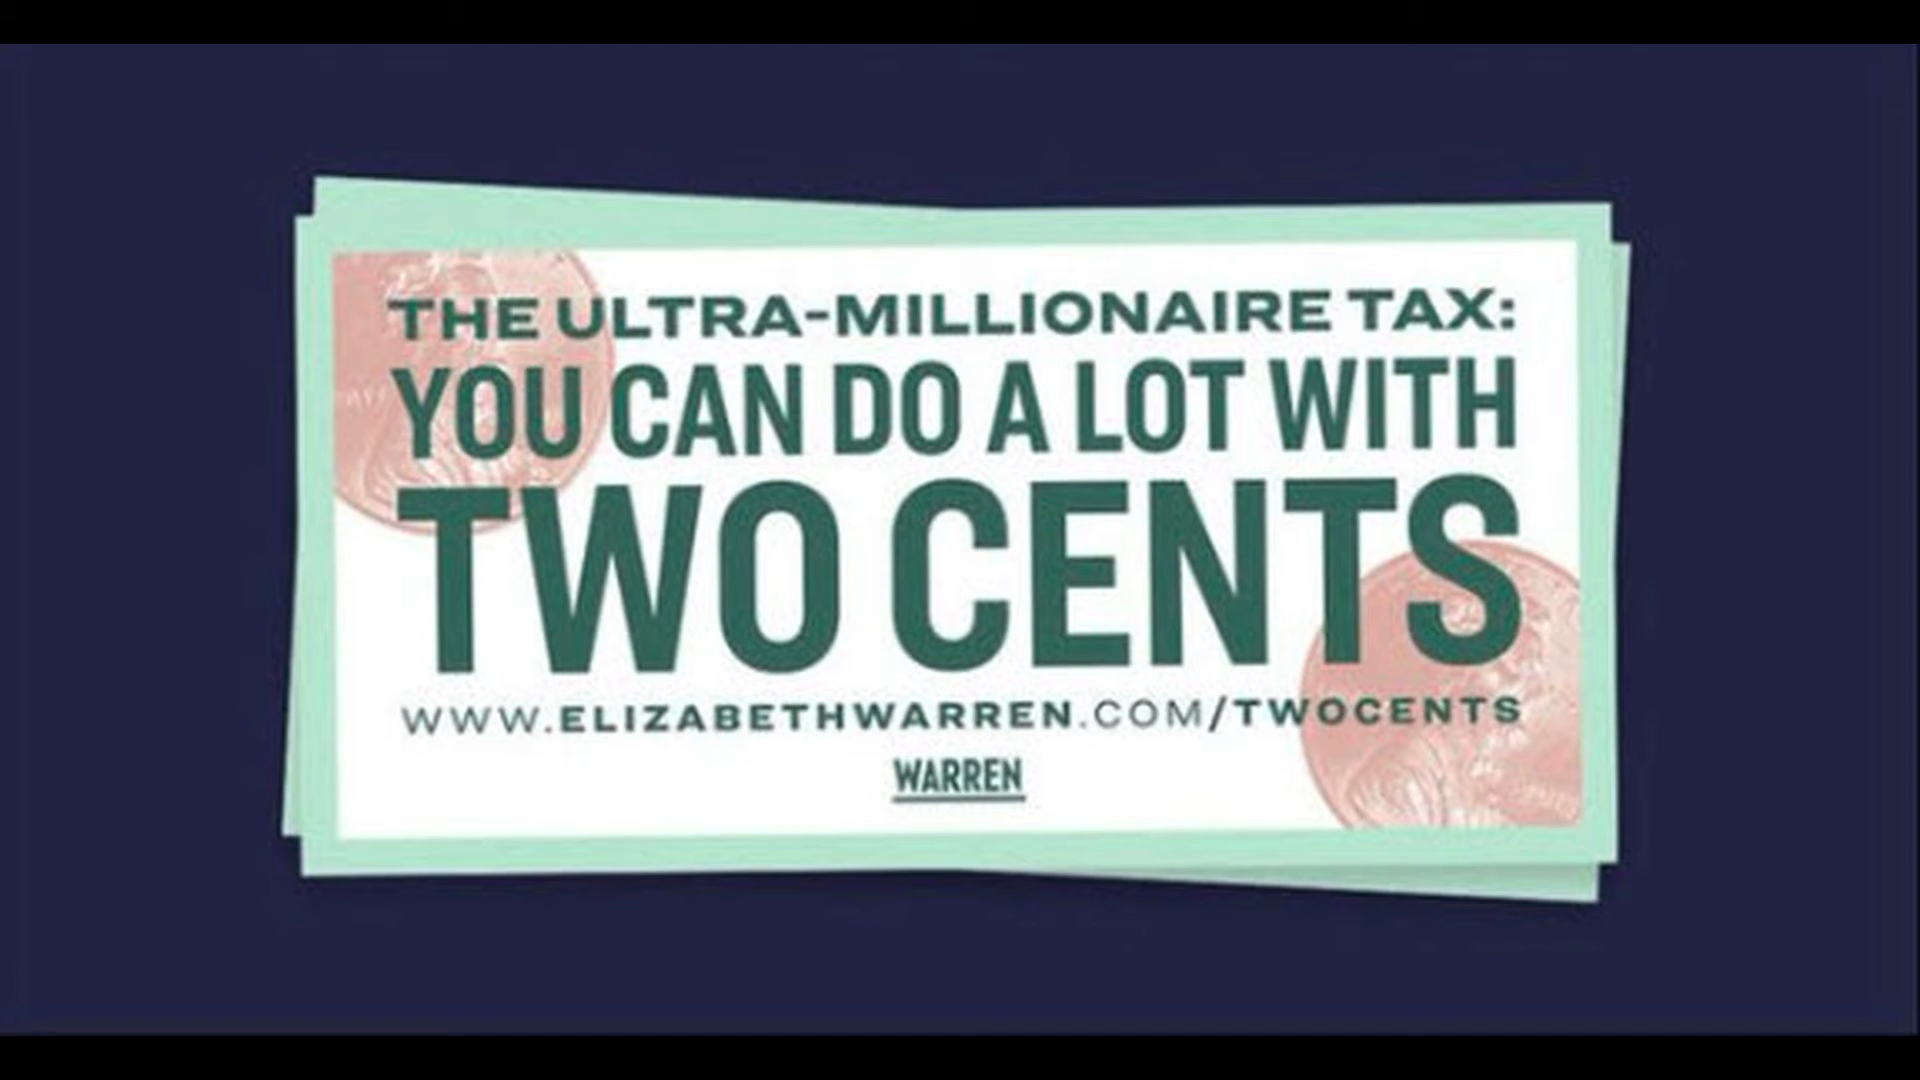 THE ULTRA-MILLIONAIRE TAX:
YOU CAN DO A LOT WITH
TWO CENTS
WWW.ELIZABETHWARREN.COM/TWOCENTS
WARREN